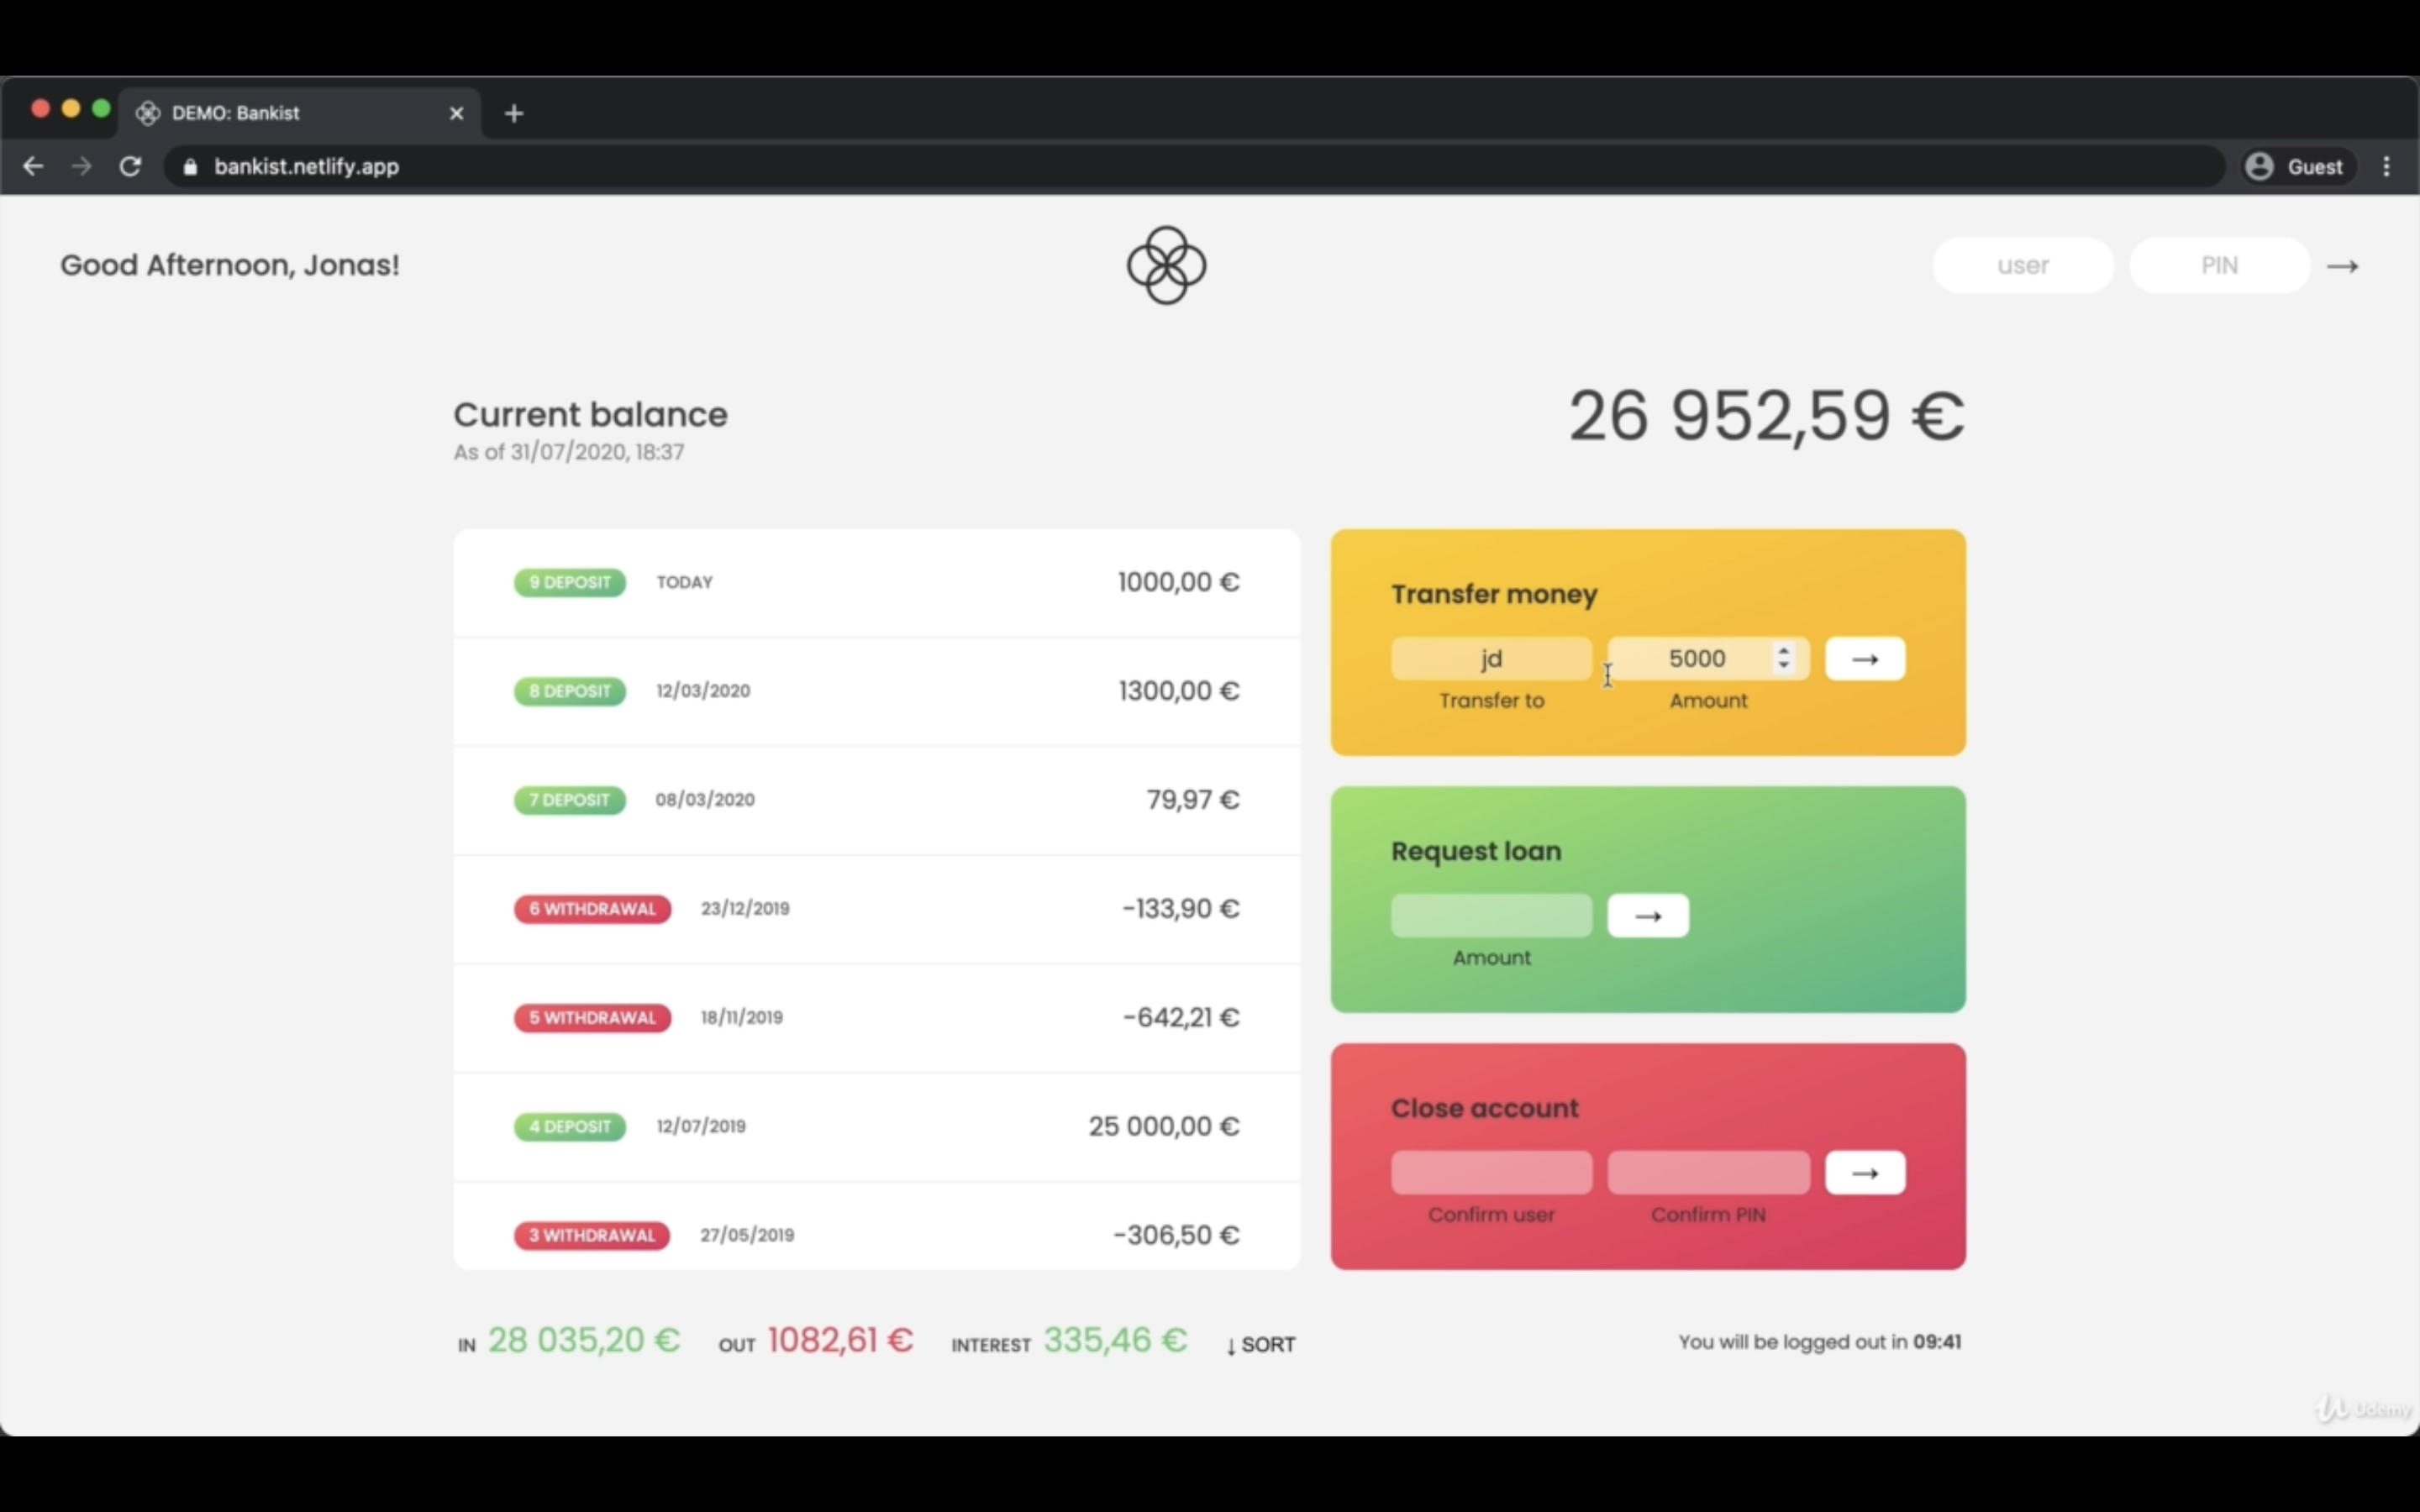 DEMO: Bankist
bankist.netlify.app
Guest
Good Afternoon, Jonas!
user
PIN
→
Current balance
As of 31/07/2020, 18:37
26 952,59 €
9 DEPOSIT TODAY 1000,00 €
8 DEPOSIT 12/03/2020 1300,00 €
7 DEPOSIT 08/03/2020 79,97 €
6 WITHDRAWAL 23/12/2019 -133,90 €
5 WITHDRAWAL 18/11/2019 -642,21 €
4 DEPOSIT 12/07/2019 25 000,00 €
3 WITHDRAWAL 27/05/2019 -306,50 €
Transfer money
jd 5000 →
Transfer to Amount
Request loan
→
Amount
Close account
→
Confirm user Confirm PIN
IN 28 035,20 € OUT 1082,61 € INTEREST 335,46 € ↓ SORT
You will be logged out in 09:41
Udemy